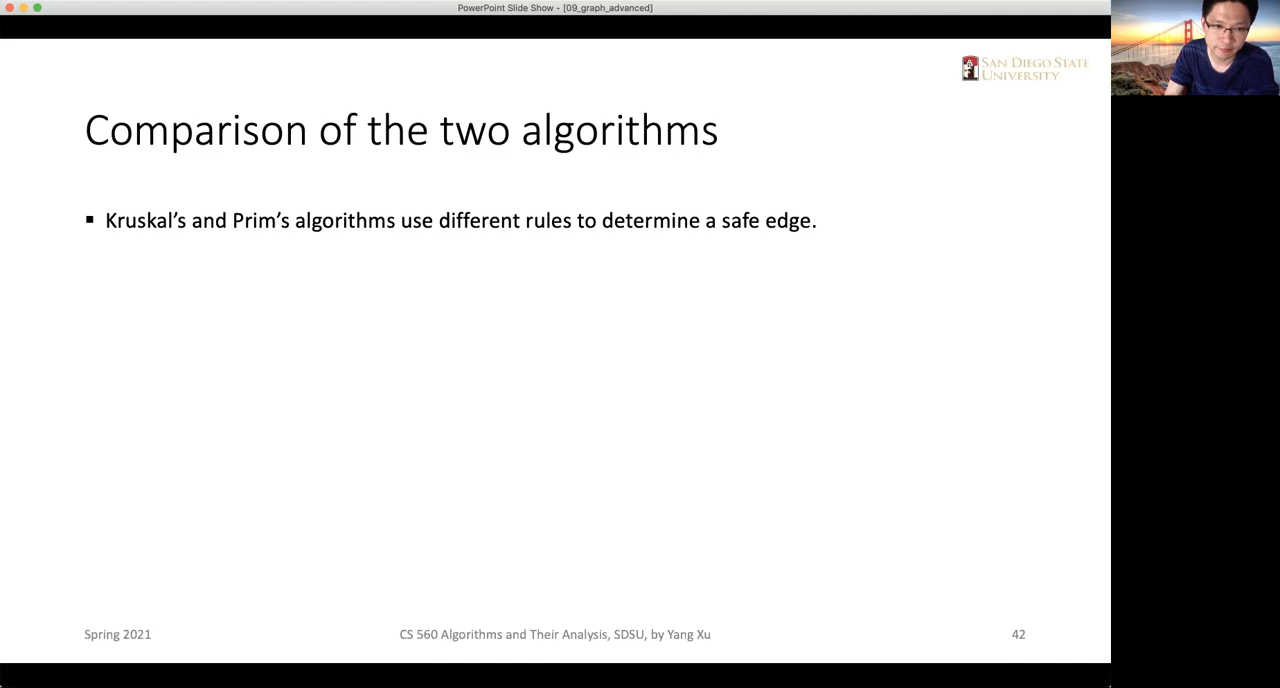 PowerPoint Slide Show - [09_graph_advanced]
SAN DIEGO STATE
UNIVERSITY
Comparison of the two algorithms
▪ Kruskal’s and Prim’s algorithms use different rules to determine a safe edge.
Spring 2021
CS 560 Algorithms and Their Analysis, SDSU, by Yang Xu
42